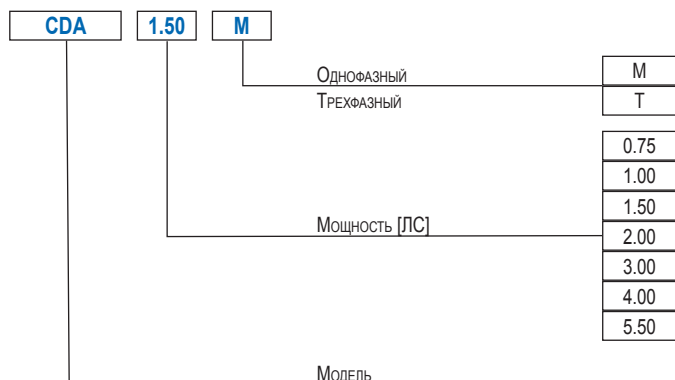 CDA 1.50 M
Однофазный M
Трехфазный T
0.75
1.00
1.50
Мощность [ЛС] 2.00
3.00
4.00
5.50
Модель